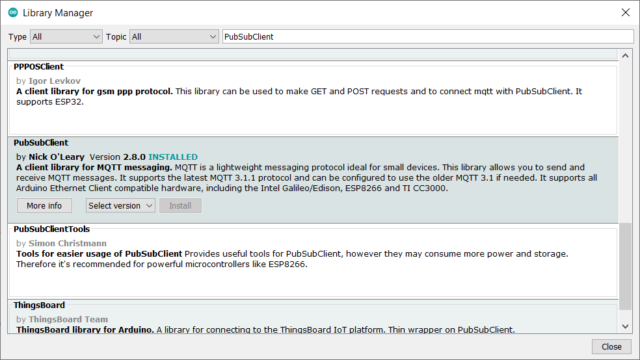 Library Manager
Type All Topic All PubSubClient
PPPOSClient
by Igor Levkov
A client library for gsm ppp protocol. This library can be used to make GET and POST requests and to connect mqtt with PubSubClient. It
supports ESP32.
PubSubClient
by Nick O'Leary Version 2.8.0 INSTALLED
A client library for MQTT messaging. MQTT is a lightweight messaging protocol ideal for small devices. This library allows you to send and
receive MQTT messages. It supports the latest MQTT 3.1.1 protocol and can be configured to use the older MQTT 3.1 if needed. It supports all
Arduino Ethernet Client compatible hardware, including the Intel Galileo/Edison, ESP8266 and TI CC3000.
More info Select version Install
PubSubClientTools
by Simon Christmann
Tools for easier usage of PubSubClient Provides useful tools for PubSubClient, however they may consume more power and storage.
Therefore it's recommended for powerful microcontrollers like ESP8266.
ThingsBoard
by ThingsBoard Team
ThingsBoard library for Arduino. A library for connecting to the ThingsBoard IoT platform. Thin wrapper on PubSubClient.
Close